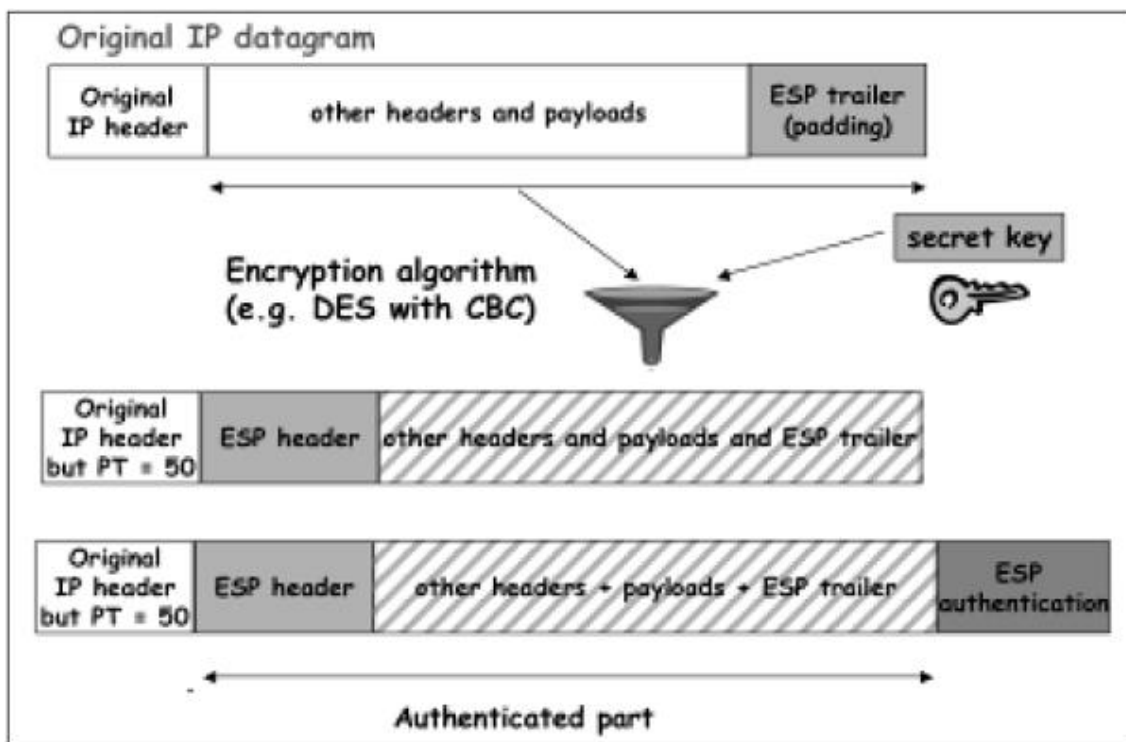 Original IP datagram
Original
IP header
other headers and payloads
ESP trailer
(padding)
secret key
Encryption algorithm
(e.g. DES with CBC)
Original
IP header
but PT = 50
ESP header
other headers and payloads and ESP trailer
Original
IP header
but PT = 50
ESP header
other headers + payloads + ESP trailer
ESP
authentication
Authenticated part